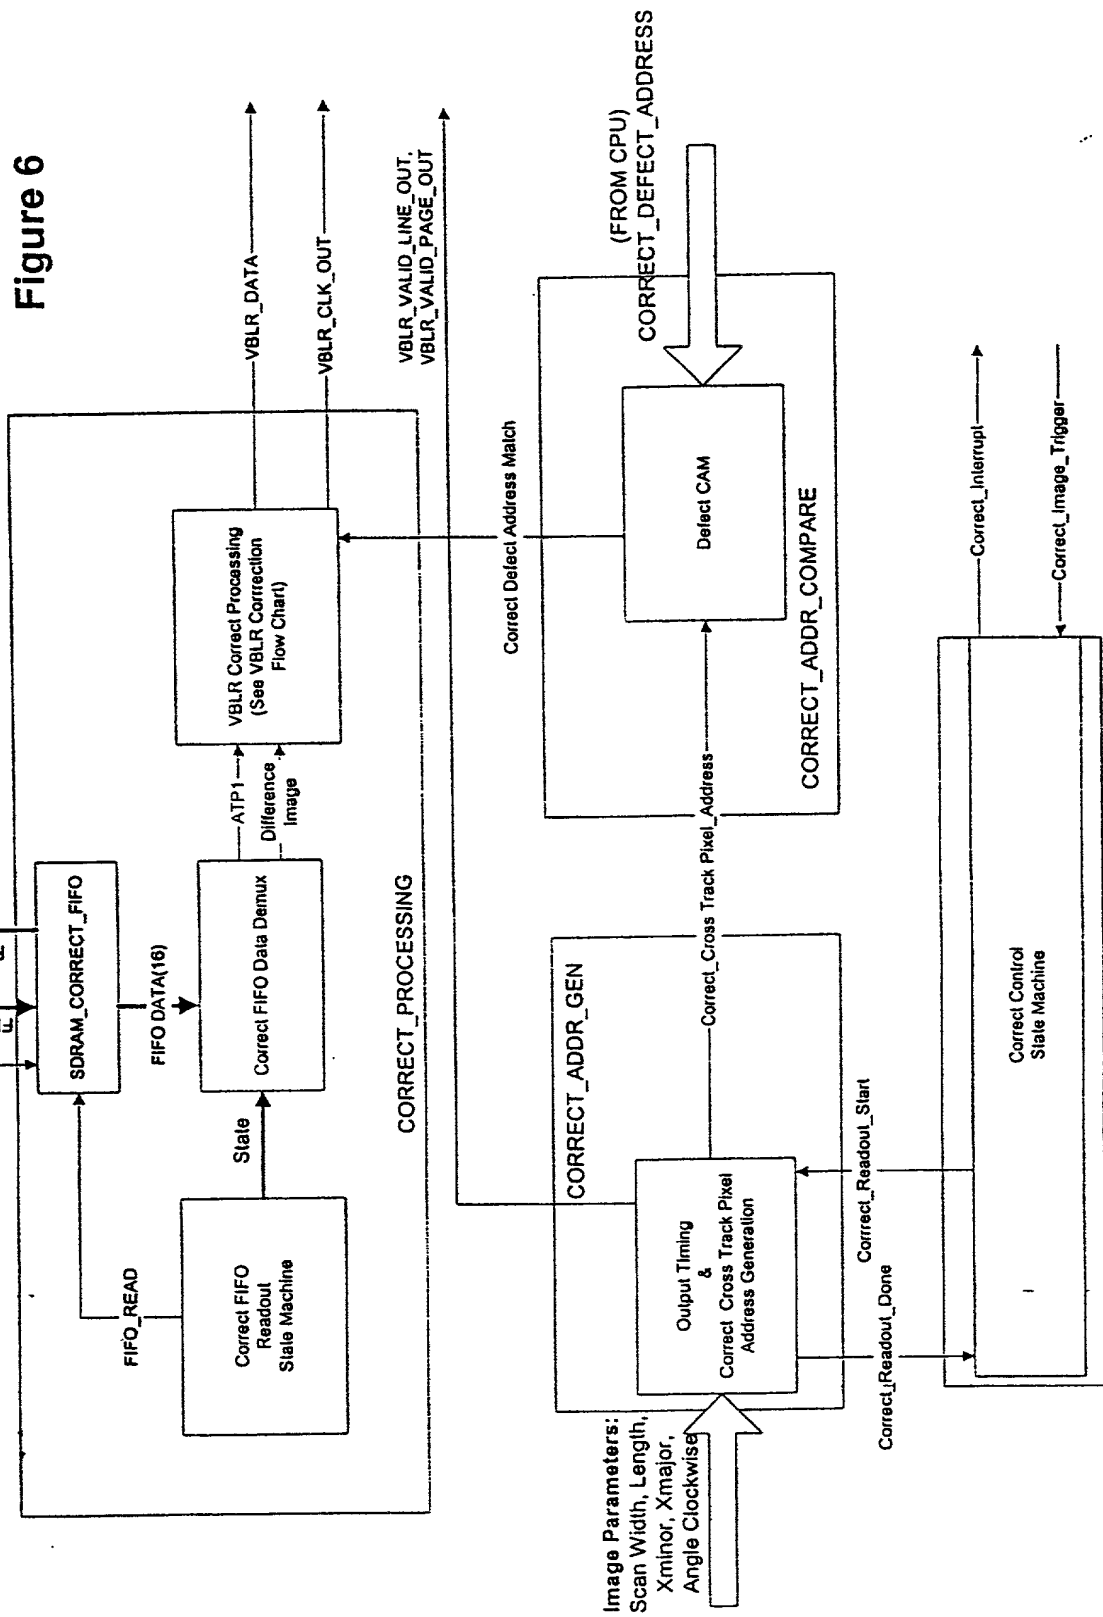 Figure 6
SDRAM_CORRECT_FIFO
FIFO_READ
FIFO DATA(16)
Correct FIFO
Readout
State Machine
State
Correct FIFO Data Demux
ATP1
Difference
Image
VBLR Correct Processing
(See VBLR Corrrection
Flow Chart)
VBLR_DATA
VBLR_CLK_OUT
CORRECT_PROCESSING
VBLR_VALID_LINE_OUT,
VBLR_VALID_PAGE_OUT
Correct Defect Address Match
CORRECT_ADDR_GEN
Image Parameters:
Scan Width, Length,
Xminor, Xmajor,
Angle Clockwise
Output Timing
&
Correct Cross Track Pixel
Address Generation
Correct_Cross Track Pixel_Address
Defect CAM
CORRECT_ADDR_COMPARE
(FROM CPU)
CORRECT_DEFECT_ADDRESS
Corrrect_Readout_Start
Correct_Readout_Done
Correct Control
State Machine
Correct_Interrupt
Correct_Image_Trigger